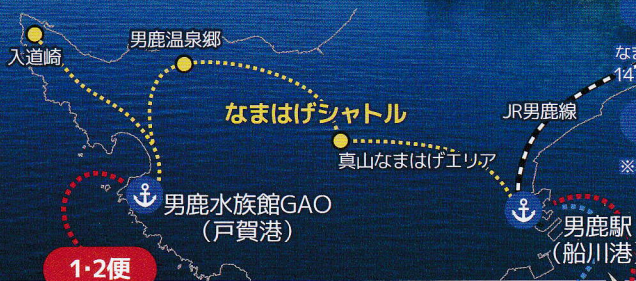 入道崎
男鹿温泉郷
なまはげシャトル
真山なまはげエリア
JR男鹿線
14
※
男鹿水族館GAO
（戸賀港）
男鹿駅
（船川港
1・2便